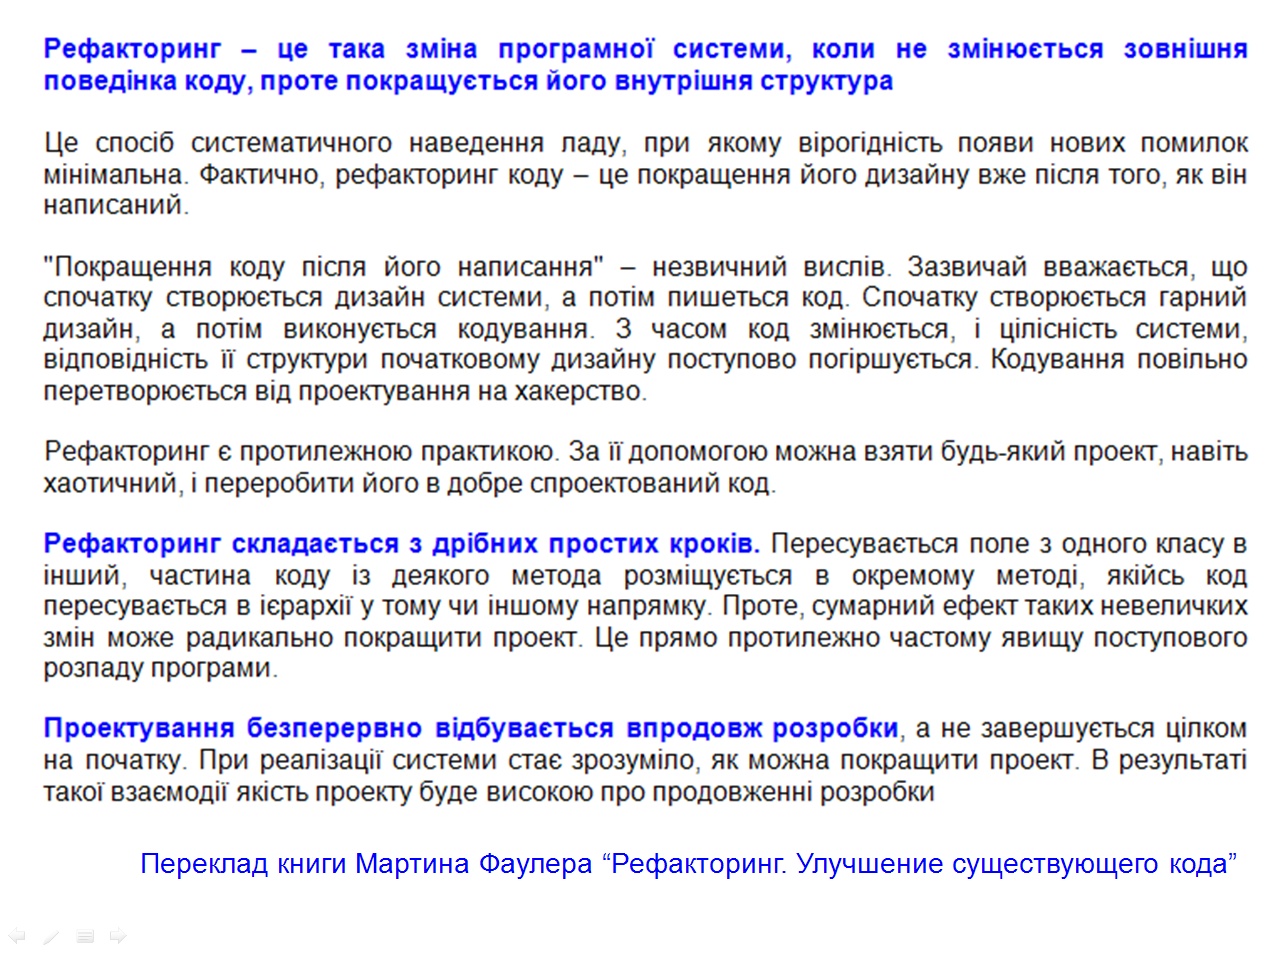 Рефакторинг – це така зміна програмної системи, коли не змінюється зовнішня
поведінка коду, проте покращується його внутрішня структура
Це спосіб систематичного наведення ладу, при якому вірогідність появи нових помилок
мінімальна. Фактично, рефакторинг коду – це покращення його дизайну вже після того, як він
написаний.
"Покращення коду після його написання" – незвичний вислів. Зазвичай вважається, що
спочатку створюється дизайн системи, а потім пишеться код. Спочатку створюється гарний
дизайн, а потім виконується кодування. З часом код змінюється, і цілісність системи,
відповідність її структури початковому дизайну поступово погіршується. Кодування повільно
перетворюється від проектування на хакерство.
Рефакторинг є протилежною практикою. За її допомогою можна взяти будь-який проект, навіть
хаотичний, і переробити його в добре спроектований код.
Рефакторинг складається з дрібних простих кроків. Пересувається поле з одного класу в
інший, частина коду із деякого метода розміщується в окремому методі, якійсь код
пересувається в ієрархії у тому чи іншому напрямку. Проте, сумарний ефект таких невеличких
змін може радикально покращити проект. Це прямо протилежно частому явищу поступового
розпаду програми.
Проектування безперервно відбувається впродовж розробки, а не завершується цілком
на початку. При реалізації системи стає зрозуміло, як можна покращити проект. В результаті
такої взаємодії якість проекту буде високою про продовженні розробки
Переклад книги Мартина Фаулера “Рефакторинг. Улучшение существующего кода”